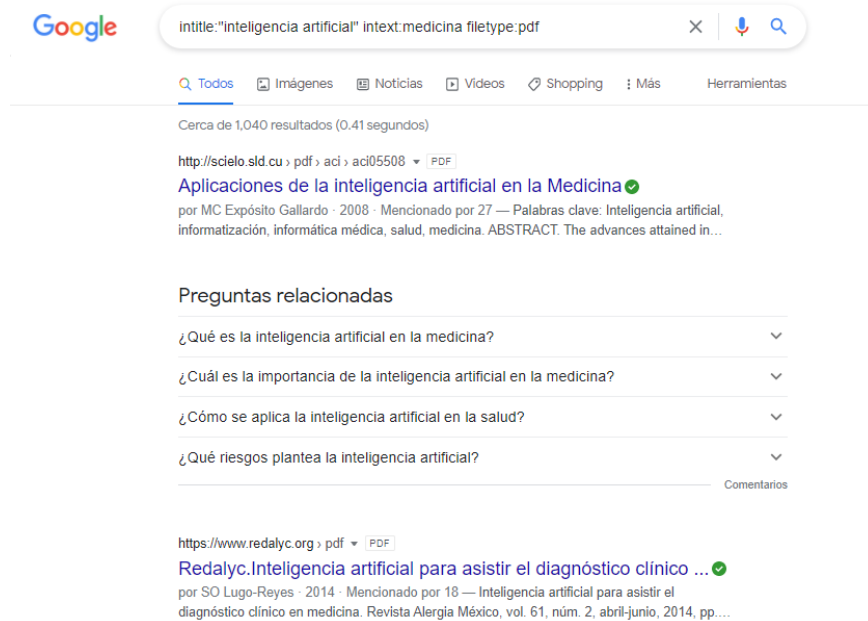 Google
intitle:"inteligencia artificial" intext:medicina filetype:pdf
Todos Imágenes Noticias Videos Shopping Más Herramientas
Cerca de 1,040 resultados (0.41 segundos)
http://scielo.sld.cu › pdf › aci › aci05508 PDF
Aplicaciones de la inteligencia artificial en la Medicina
por MC Expósito Gallardo · 2008 · Mencionado por 27 — Palabras clave: Inteligencia artificial,
informatización, informática médica, salud, medicina. ABSTRACT. The advances attained in…
Preguntas relacionadas
¿Qué es la inteligencia artificial en la medicina?
¿Cuál es la importancia de la inteligencia artificial en la medicina?
¿Cómo se aplica la inteligencia artificial en la salud?
¿Qué riesgos plantea la inteligencia artificial?
Comentarios
https://www.redalyc.org › pdf PDF
Redalyc.Inteligencia artificial para asistir el diagnóstico clínico ...
por SO Lugo-Reyes · 2014 · Mencionado por 18 — Inteligencia artificial para asistir el
diagnóstico clínico en medicina. Revista Alergia México, vol. 61, núm. 2, abril-junio, 2014, pp.…